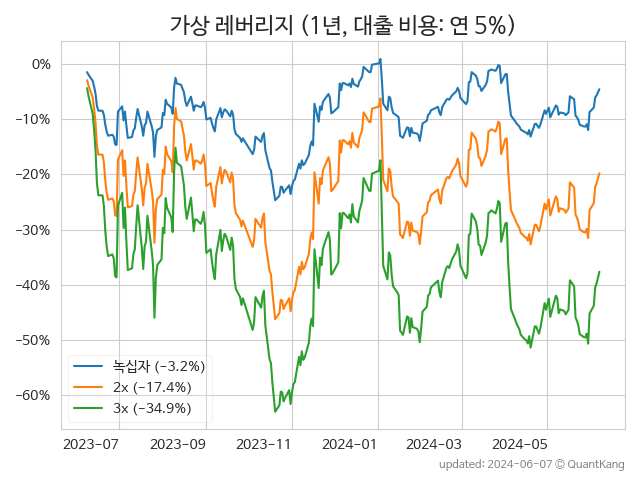 가상 레버리지 (1년, 대출 비용: 연 5%)
0%
−10%
−20%
−30%
−40%
−50%
−60%
녹십자 (−3.2%)
2x (−17.4%)
3x (−34.9%)
2023-07 2023-09 2023-11 2024-01 2024-03 2024-05
updated: 2024-06-07 © QuantKang